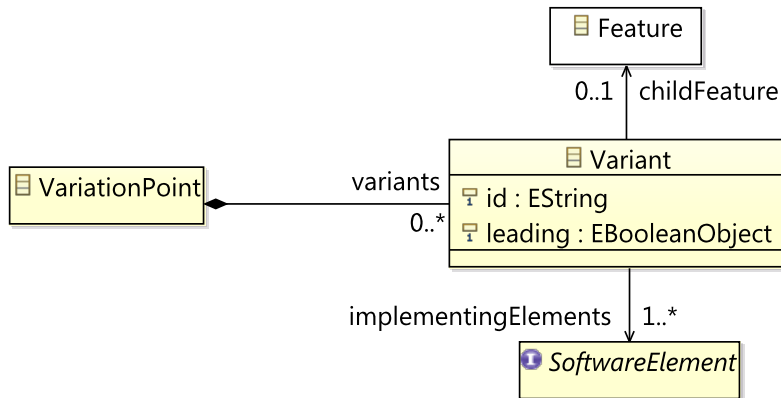 Feature
0..1 childFeature
Variant
VariationPoint
variants
id : EString
0..*
leading : EBooleanObject
implementingElements 1..*
SoftwareElement